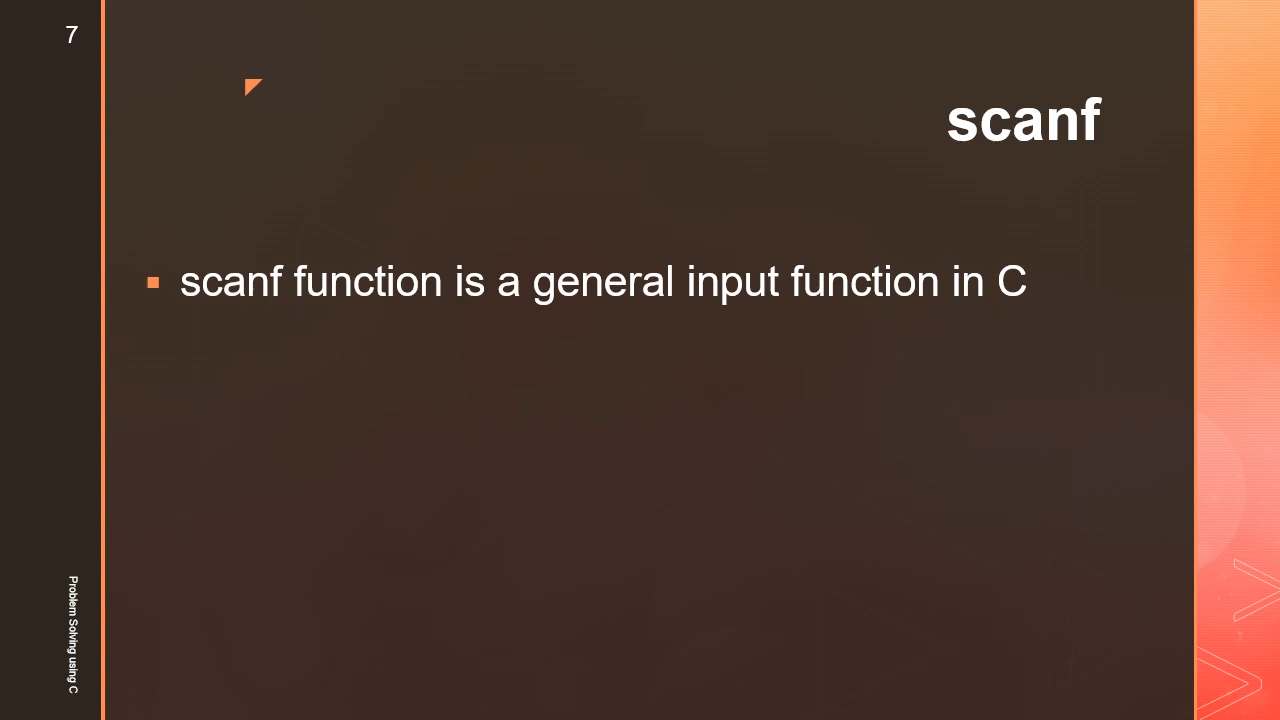 7
scanf
▪ scanf function is a general input function in C
Problem Solving using C